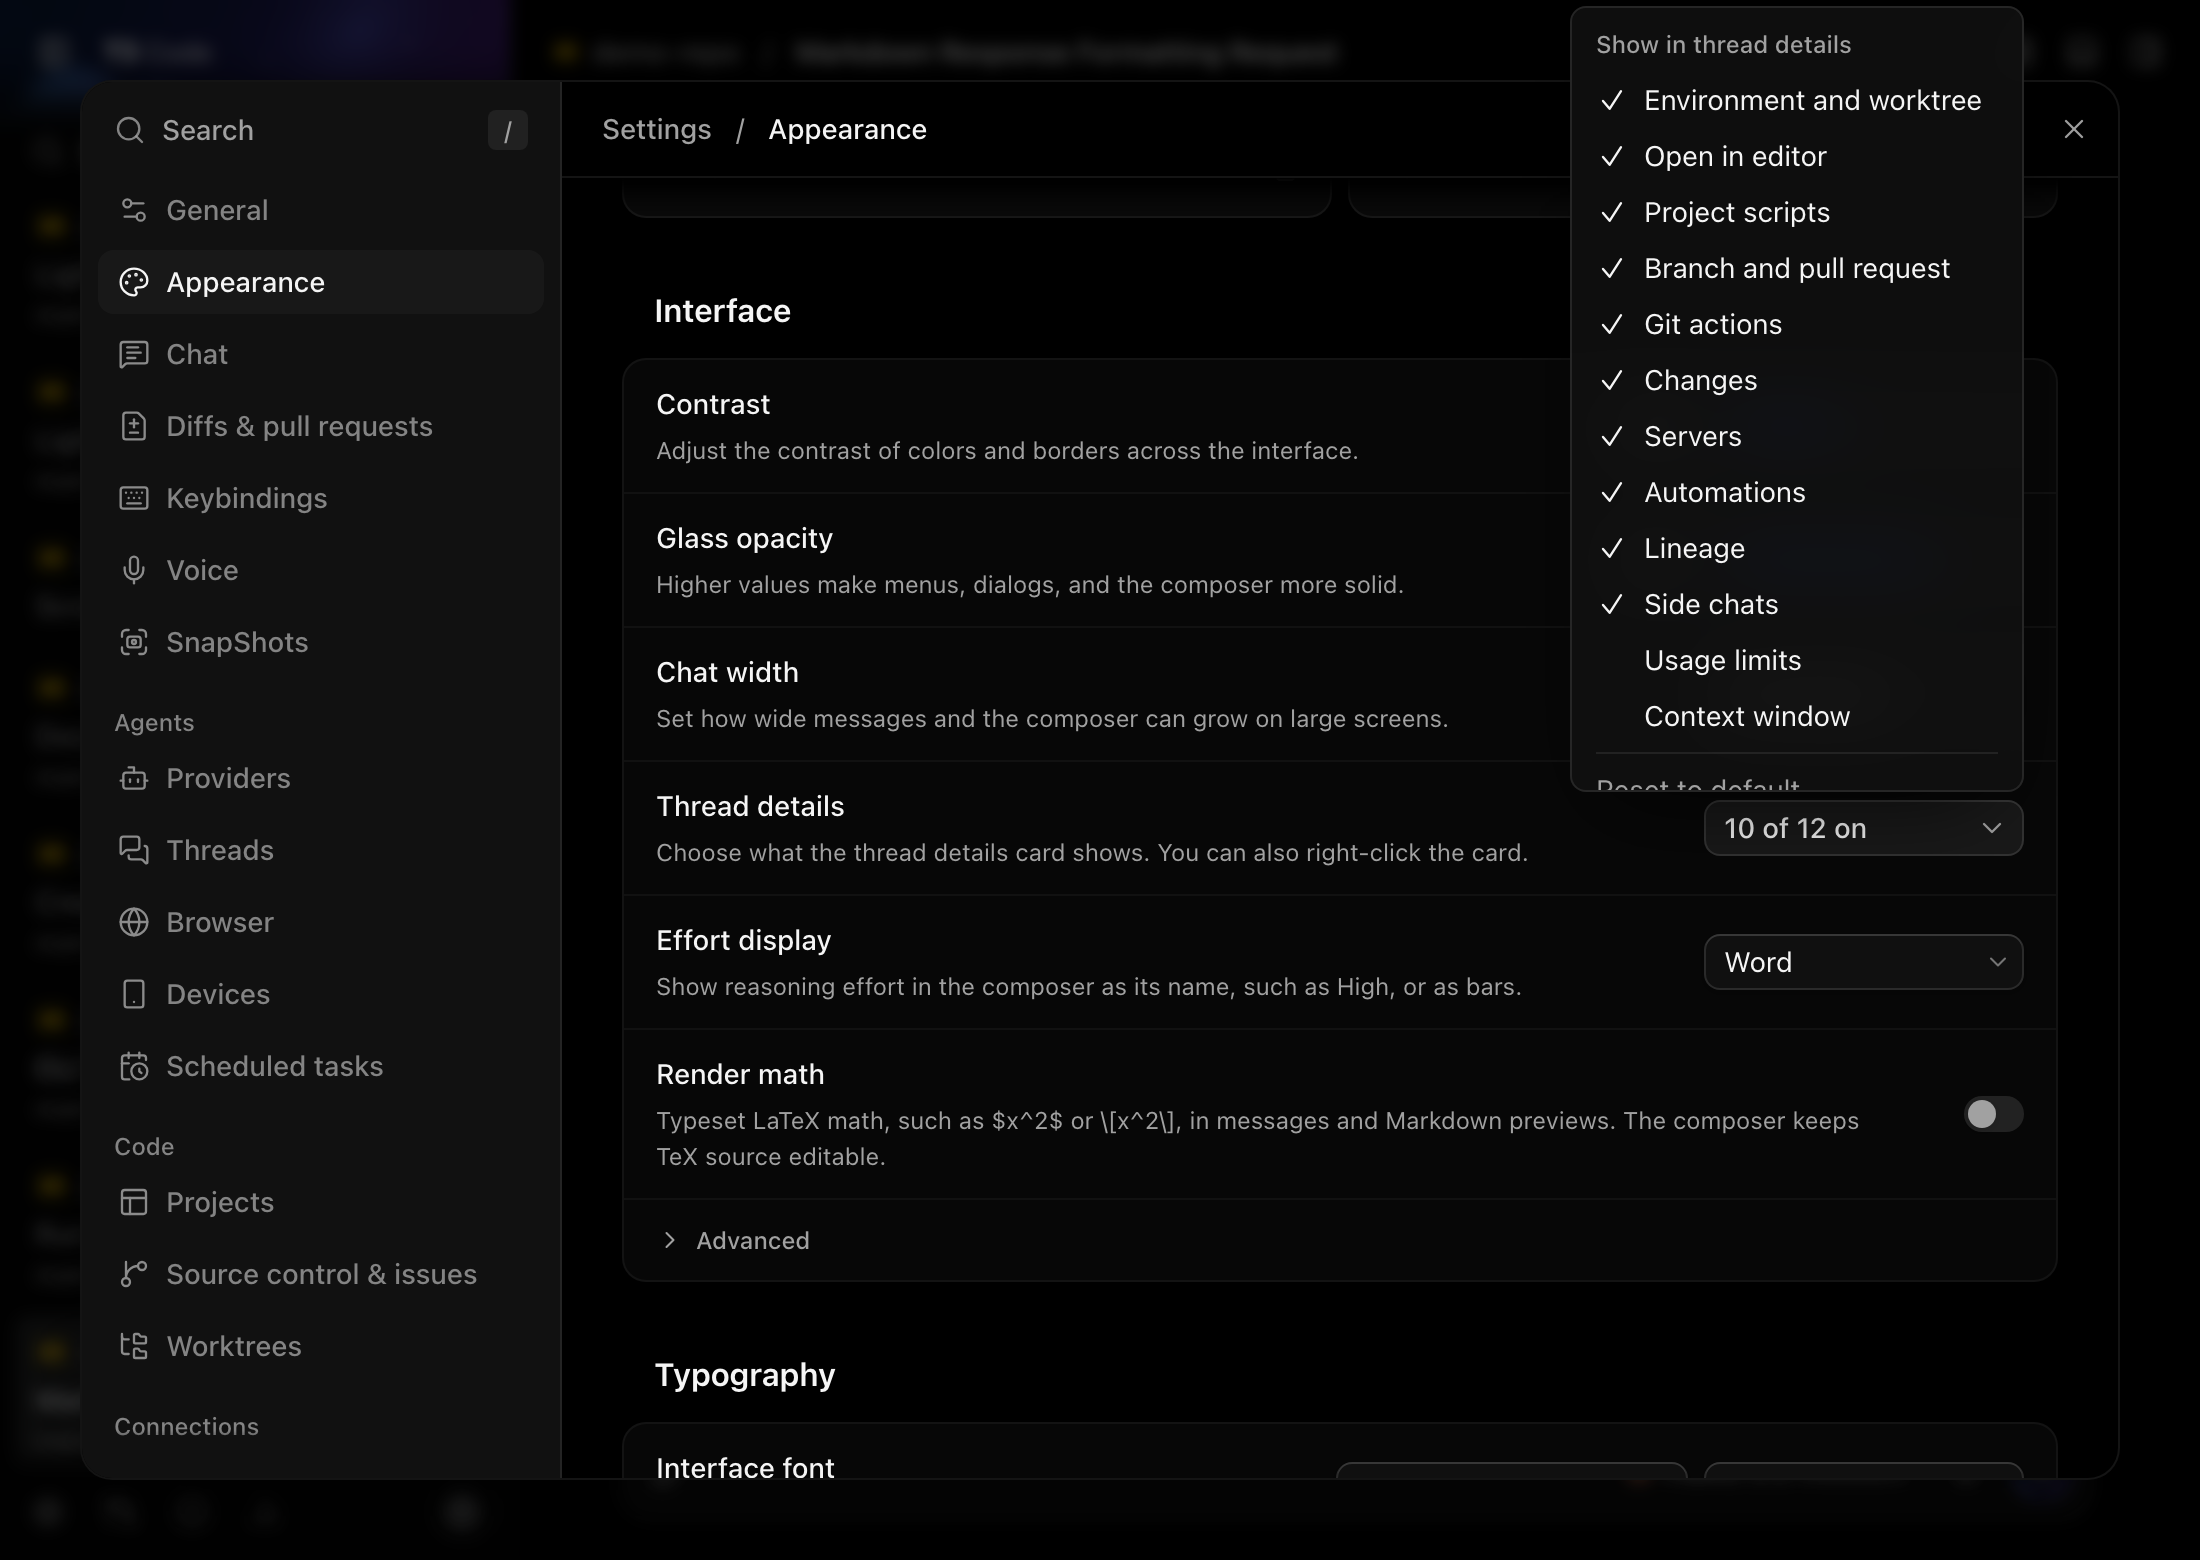 Search
/
General
Appearance
Chat
Diffs & pull requests
Keybindings
Voice
SnapShots
Agents
Providers
Threads
Browser
Devices
Scheduled tasks
Code
Projects
Source control & issues
Worktrees
Connections
Settings / Appearance
Interface
Contrast
Adjust the contrast of colors and borders across the interface.
Glass opacity
Higher values make menus, dialogs, and the composer more solid.
Chat width
Set how wide messages and the composer can grow on large screens.
Thread details
Choose what the thread details card shows. You can also right-click the card.
10 of 12 on
Effort display
Show reasoning effort in the composer as its name, such as High, or as bars.
Word
Render math
Typeset LaTeX math, such as $x^2$ or \[x^2\], in messages and Markdown previews. The composer keeps
TeX source editable.
Advanced
Typography
Interface font
Show in thread details
Environment and worktree
Open in editor
Project scripts
Branch and pull request
Git actions
Changes
Servers
Automations
Lineage
Side chats
Usage limits
Context window
Reset to default